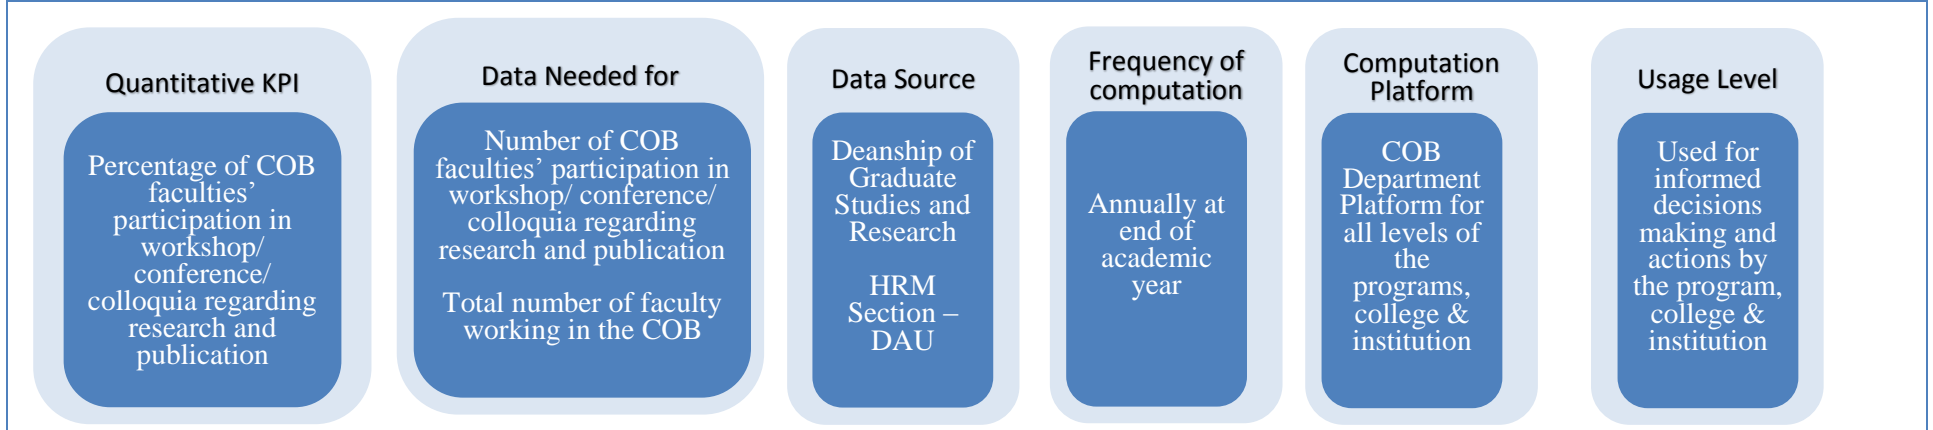 Quantitative KPI
Percentage of COB
faculties’
participation in
workshop/
conference/
colloquia regarding
research and
publication
Data Needed for
Number of COB
faculties’ participation in
workshop/ conference/
colloquia regarding
research and publication
Total number of faculty
working in the COB
Data Source
Deanship of
Graduate
Studies and
Research
HRM
Section –
DAU
Frequency of
computation
Annually at
end of
academic
year
Computation
Platform
COB
Department
Platform for
all levels of
the
programs,
college &
institution
Usage Level
Used for
informed
decisions
making and
actions by
the program,
college &
institution